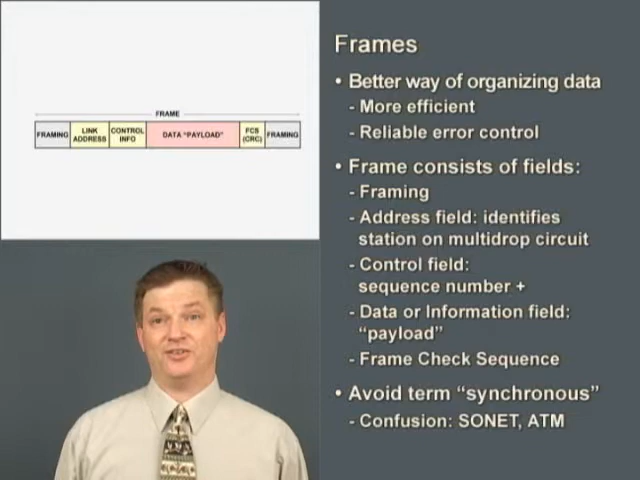 FRAME
FRAMING LINK ADDRESS CONTROL INFO DATA "PAYLOAD" FCS (CRC) FRAMING
Frames
• Better way of organizing data
- More efficient
- Reliable error control
• Frame consists of fields:
- Framing
- Address field: identifies
station on multidrop circuit
- Control field:
sequence number +
- Data or Information field:
"payload"
- Frame Check Sequence
• Avoid term "synchronous"
- Confusion: SONET, ATM